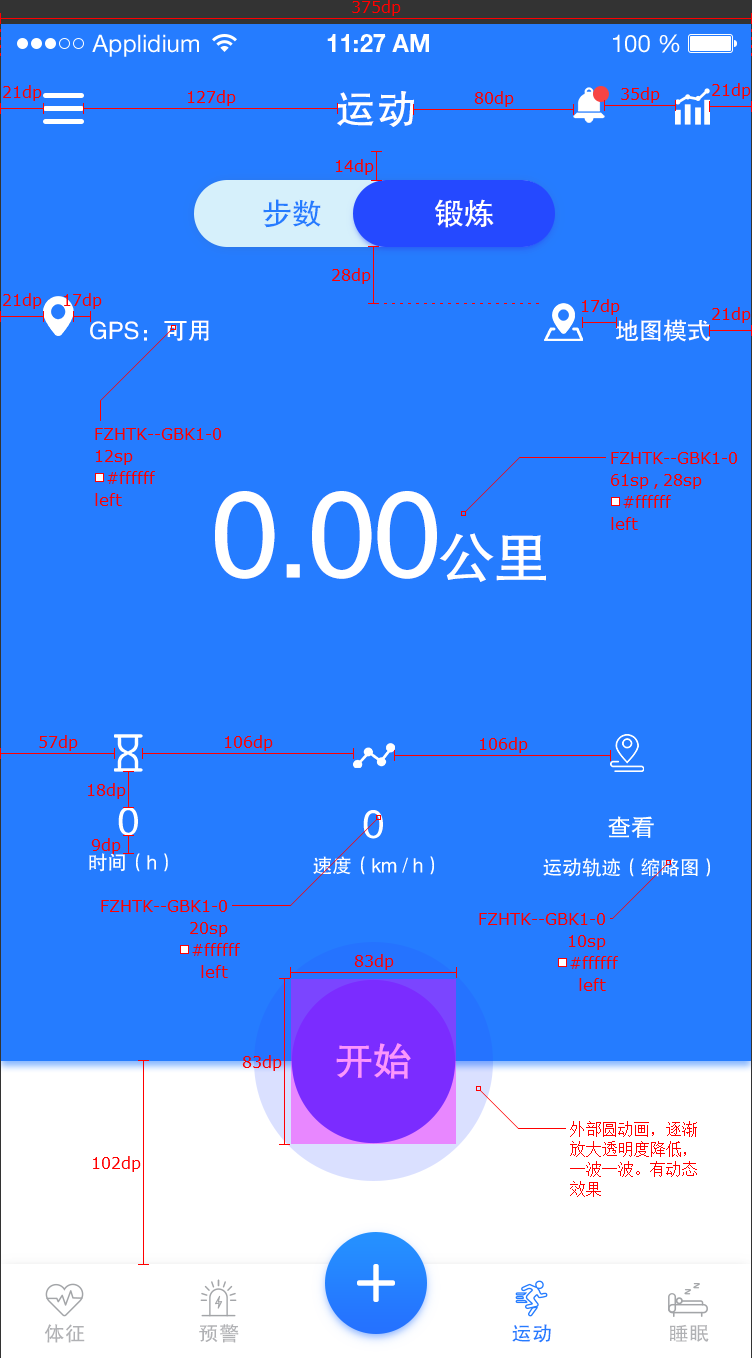 375dp
Applidium 11:27 AM 100 %
21dp 127dp 运动 80dp 35dp 21dp
14dp
步数 锻炼
28dp
21dp 17dp 17dp 21dp
GPS：可用 地图模式
FZHTK--GBK1-0
12sp
#ffffff
left
FZHTK--GBK1-0
61sp , 28sp
#ffffff
left
0.00公里
57dp 106dp 106dp
18dp
0 0 查看
9dp
时间（h） 速度（km / h） 运动轨迹（缩略图）
FZHTK--GBK1-0
20sp
#ffffff
left
FZHTK--GBK1-0
10sp
#ffffff
left
83dp
83dp
开始
102dp
外部圆动画，逐渐
放大透明度降低，
一波一波。有动态
效果
体征 预警 运动 睡眠